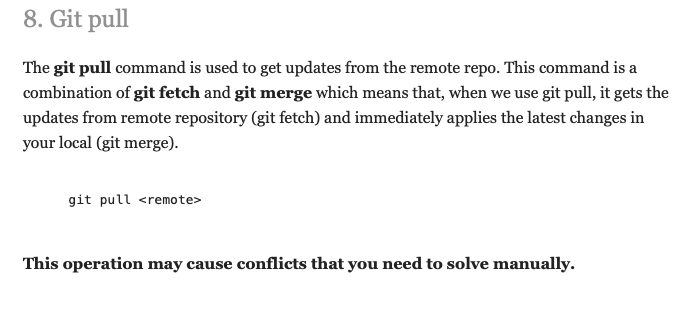 8. Git pull
The git pull command is used to get updates from the remote repo. This command is a
combination of git fetch and git merge which means that, when we use git pull, it gets the
updates from remote repository (git fetch) and immediately applies the latest changes in
your local (git merge).
git pull <remote>
This operation may cause conflicts that you need to solve manually.